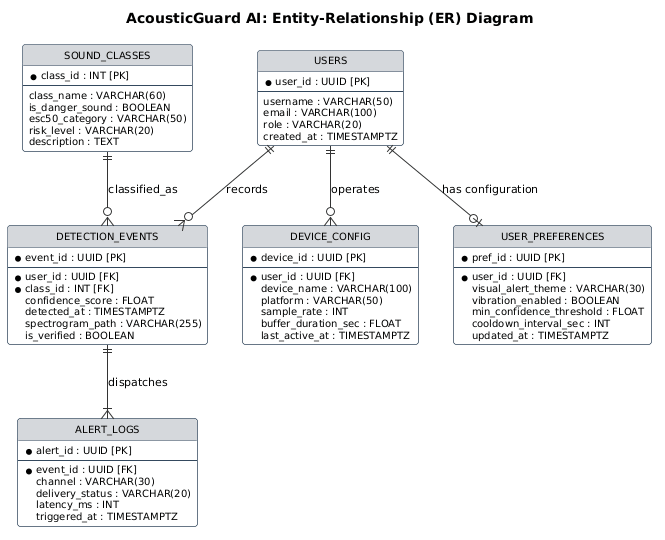 AcousticGuard AI: Entity-Relationship (ER) Diagram
SOUND_CLASSES
class_id : INT [PK]
class_name : VARCHAR(60)
is_danger_sound : BOOLEAN
esc50_category : VARCHAR(50)
risk_level : VARCHAR(20)
description : TEXT
USERS
user_id : UUID [PK]
username : VARCHAR(50)
email : VARCHAR(100)
role : VARCHAR(20)
created_at : TIMESTAMPTZ
classified_as
records
operates
has configuration
DETECTION_EVENTS
event_id : UUID [PK]
user_id : UUID [FK]
class_id : INT [FK]
confidence_score : FLOAT
detected_at : TIMESTAMPTZ
spectrogram_path : VARCHAR(255)
is_verified : BOOLEAN
DEVICE_CONFIG
device_id : UUID [PK]
user_id : UUID [FK]
device_name : VARCHAR(100)
platform : VARCHAR(50)
sample_rate : INT
buffer_duration_sec : FLOAT
last_active_at : TIMESTAMPTZ
USER_PREFERENCES
pref_id : UUID [PK]
user_id : UUID [FK]
visual_alert_theme : VARCHAR(30)
vibration_enabled : BOOLEAN
min_confidence_threshold : FLOAT
cooldown_interval_sec : INT
updated_at : TIMESTAMPTZ
dispatches
ALERT_LOGS
alert_id : UUID [PK]
event_id : UUID [FK]
channel : VARCHAR(30)
delivery_status : VARCHAR(20)
latency_ms : INT
triggered_at : TIMESTAMPTZ